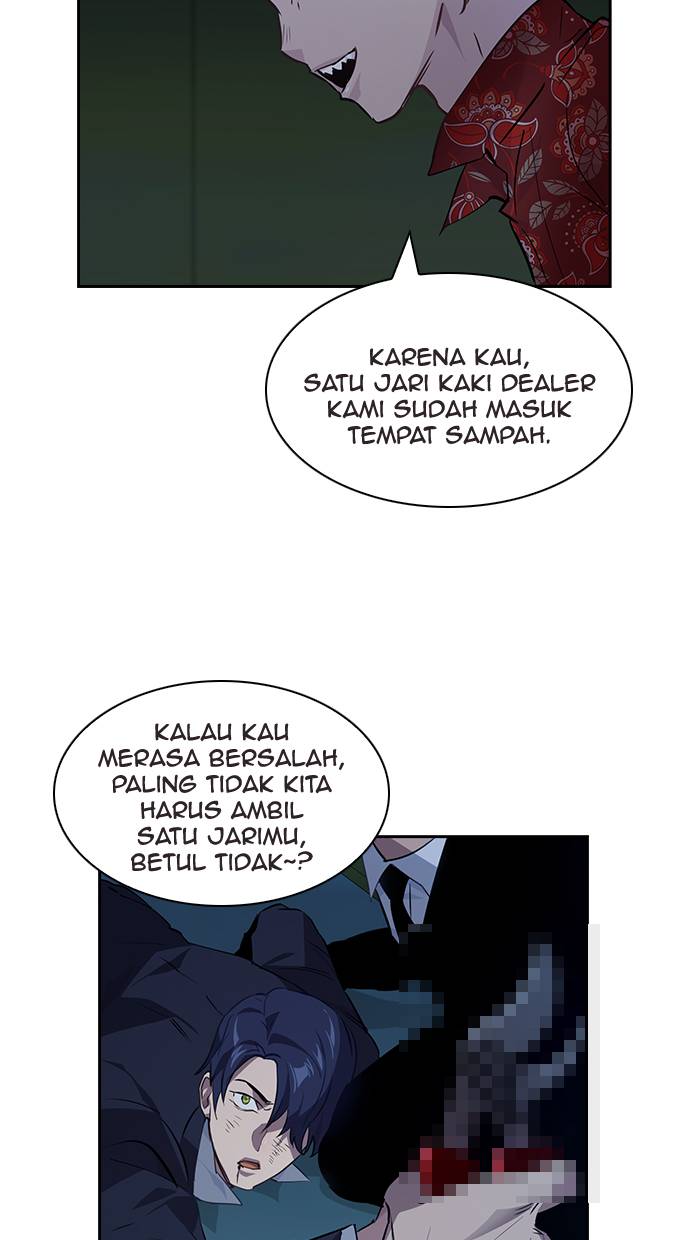 KARENA KAU,
SATU JARI KAKI DEALER
KAMI SUDAH MASUK
TEMPAT SAMPAH.
KALAU KAU
MERASA BERSALAH,
PALING TIDAK KITA
HARUS AMBIL
SATU JARIMU,
BETUL TIDAK~?